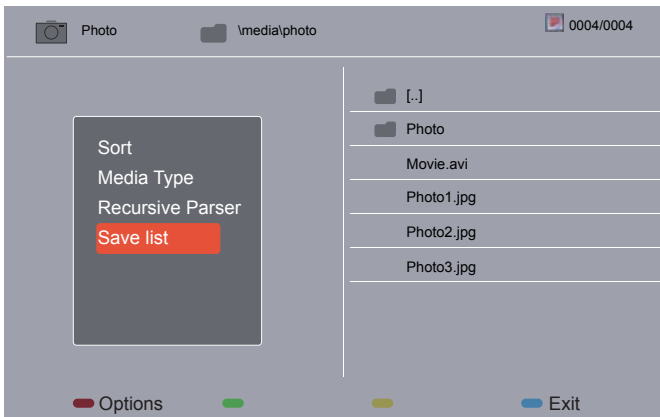 Photo \media\photo 0004/0004
Sort
Media Type
Recursive Parser
Save list
[..]
Photo
Movie.avi
Photo1.jpg
Photo2.jpg
Photo3.jpg
Options Exit